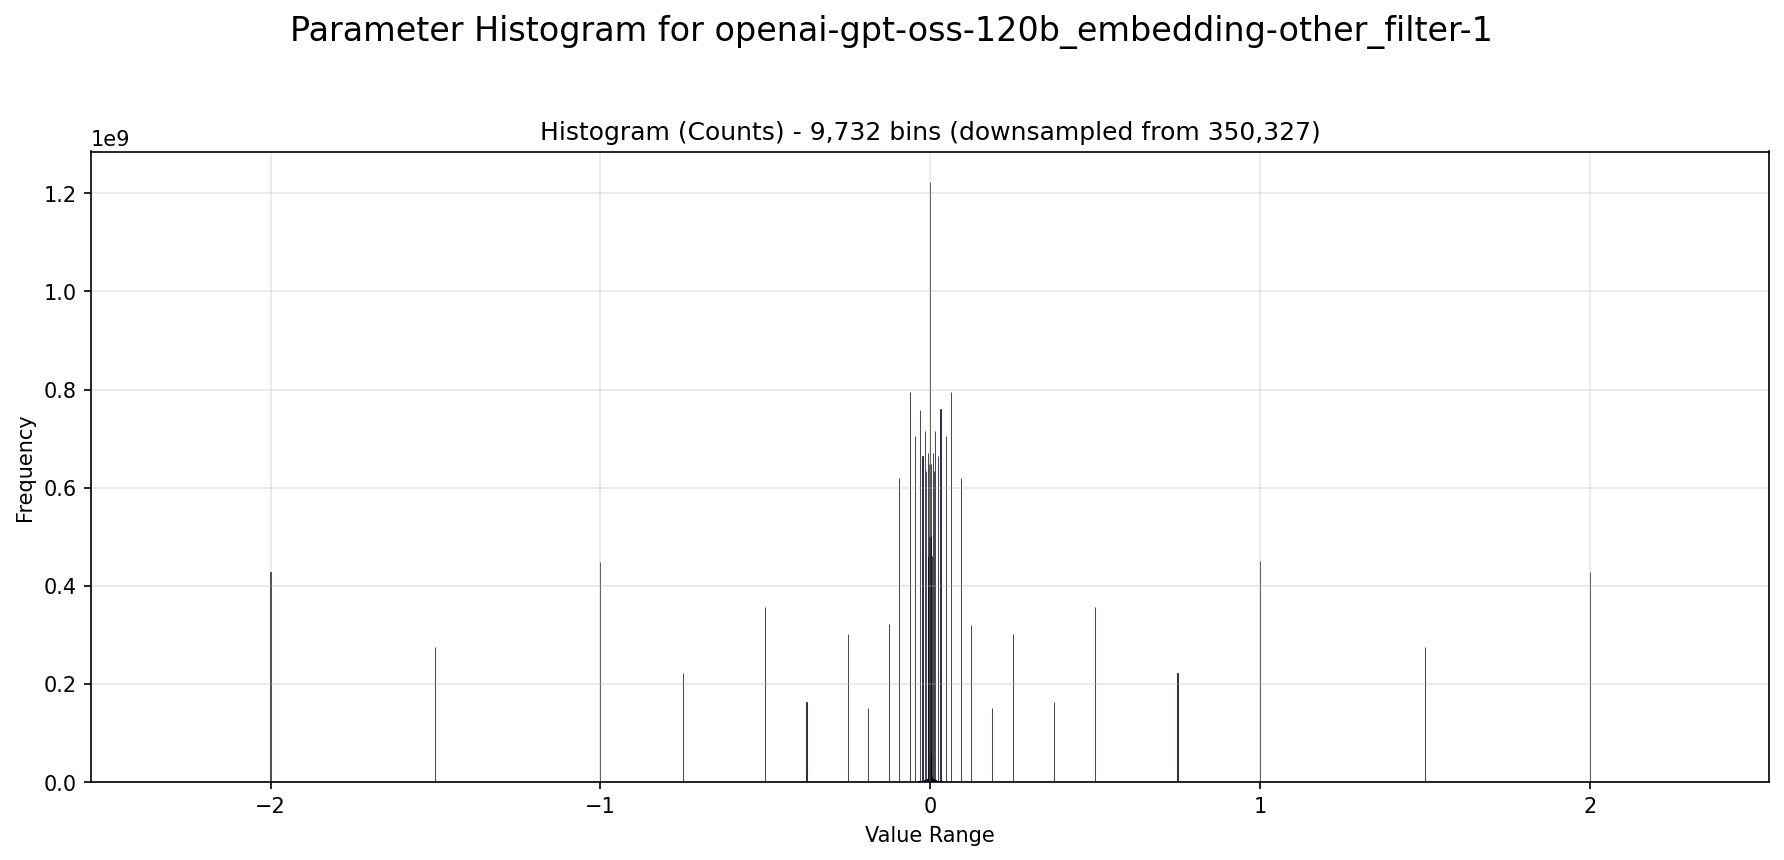 Parameter Histogram for openai-gpt-oss-120b_embedding-other_filter-1
Histogram (Counts) - 9,732 bins (downsampled from 350,327)
1e9
1.2
1.0
0.8
0.6
0.4
0.2
0.0
Frequency
−2
−1
0
1
2
Value Range